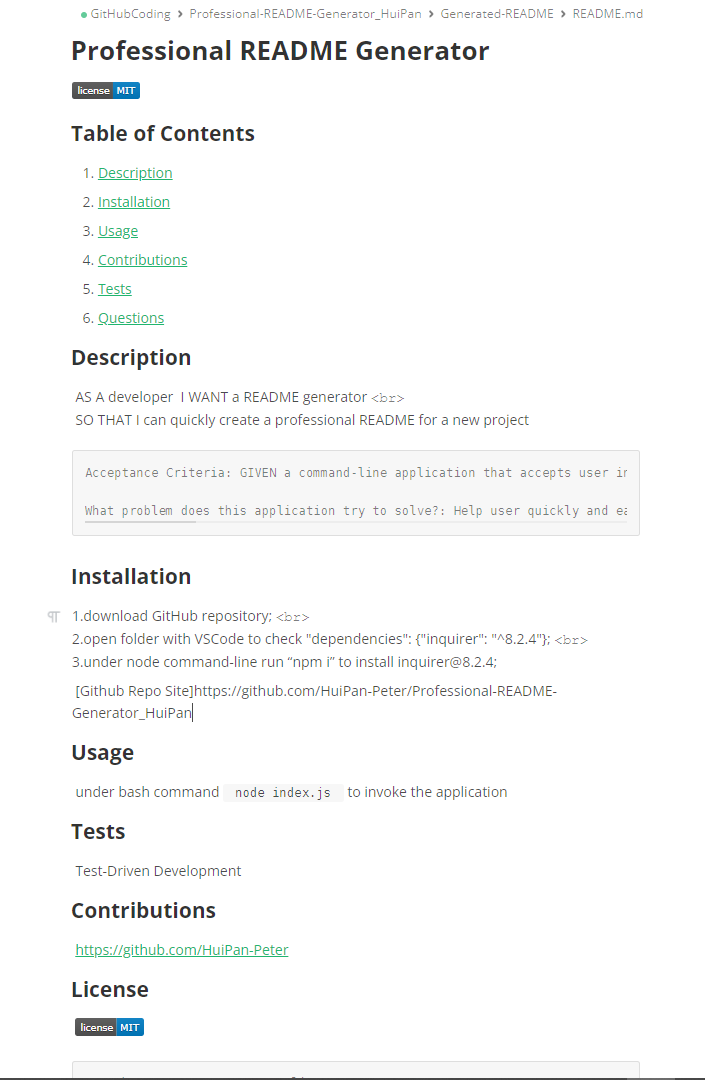 GitHubCoding > Professional-README-Generator_HuiPan > Generated-README > README.md
Professional README Generator
license MIT
Table of Contents
1. Description
2. Installation
3. Usage
4. Contributions
5. Tests
6. Questions
Description
AS A developer I WANT a README generator <br>
SO THAT I can quickly create a professional README for a new project
Acceptance Criteria: GIVEN a command-line application that accepts user
What problem does this application try to solve?: Help user quickly and
Installation
¶ 1.download GitHub repository; <br>
2.open folder with VSCode to check "dependencies": {"inquirer": "^8.2.4"}; <br>
3.under node command-line run “npm i” to install inquirer@8.2.4;
[Github Repo Site]https://github.com/HuiPan-Peter/Professional-README-
Generator_HuiPan
Usage
under bash command node index.js to invoke the application
Tests
Test-Driven Development
Contributions
https://github.com/HuiPan-Peter
License
license MIT